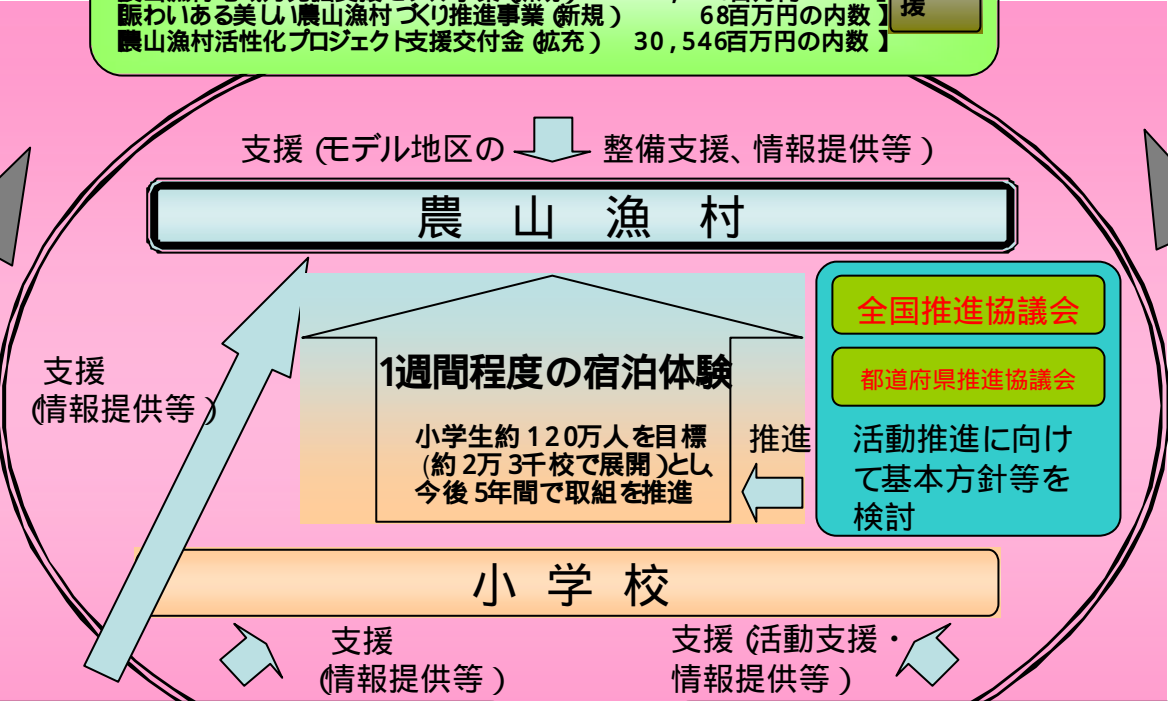 賑わいある美しい農山漁村づくり推進事業(新規) 68百万円の内数】
農山漁村活性化プロジェクト支援交付金(拡充) 30,546百万円の内数】
援
支援(モデル地区の 整備支援、情報提供等)
農山漁村
全国推進協議会
都道府県推進協議会
活動推進に向け
て基本方針等を
検討
支援
(情報提供等)
1週間程度の宿泊体験
小学生約120万人を目標
(約2万3千校で展開)とし、
今後5年間で取組を推進
推進
小学校
支援
(情報提供等)
支援(活動支援・
情報提供等)